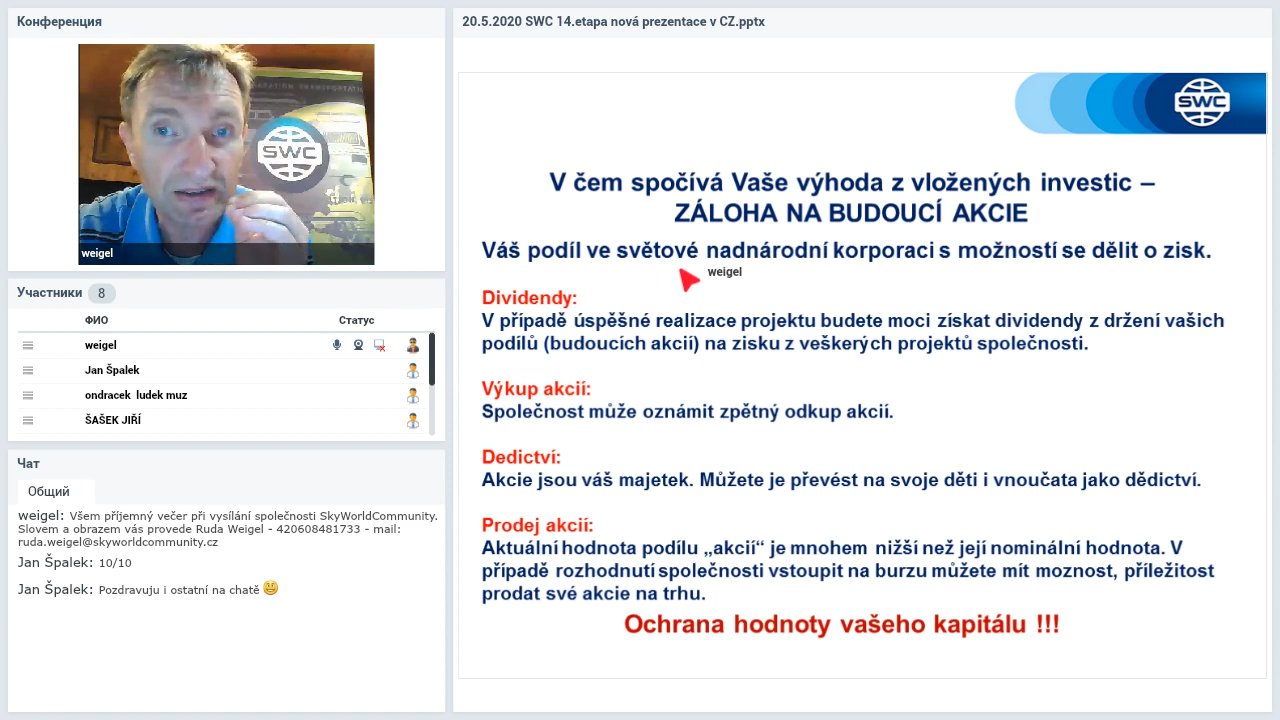 Конференция
SWC
weigel
Участники 8
ФИО Статус
weigel
Jan Špalek
ondracek ludek muz
ŠAŠEK JIŘÍ
Чат
Общий
weigel: Všem příjemný večer při vysílání společnosti SkyWorldCommunity.
Slovem a obrazem vás provede Ruda Weigel - 420608481733 - mail:
ruda.weigel@skyworldcommunity.cz
Jan Špalek: 10/10
Jan Špalek: Pozdravuju i ostatní na chatě
20.5.2020 SWC 14.etapa nová prezentace v CZ.pptx
SWC
V čem spočívá Vaše výhoda z vložených investic –
ZÁLOHA NA BUDOUCÍ AKCIE
Váš podíl ve světové nadnárodní korporaci s možností se dělit o zisk.
weigel
Dividendy:
V případě úspěšné realizace projektu budete moci získat dividendy z držení vašich
podílů (budoucích akcií) na zisku z veškerých projektů společnosti.
Výkup akcií:
Společnost může oznámit zpětný odkup akcií.
Dedictví:
Akcie jsou váš majetek. Můžete je převést na svoje děti i vnoučata jako dědictví.
Prodej akcií:
Aktuální hodnota podílu „akcií“ je mnohem nižší než její nominální hodnota. V
případě rozhodnutí společnosti vstoupit na burzu můžete mít moznost, příležitost
prodat své akcie na trhu.
Ochrana hodnoty vašeho kapitálu !!!